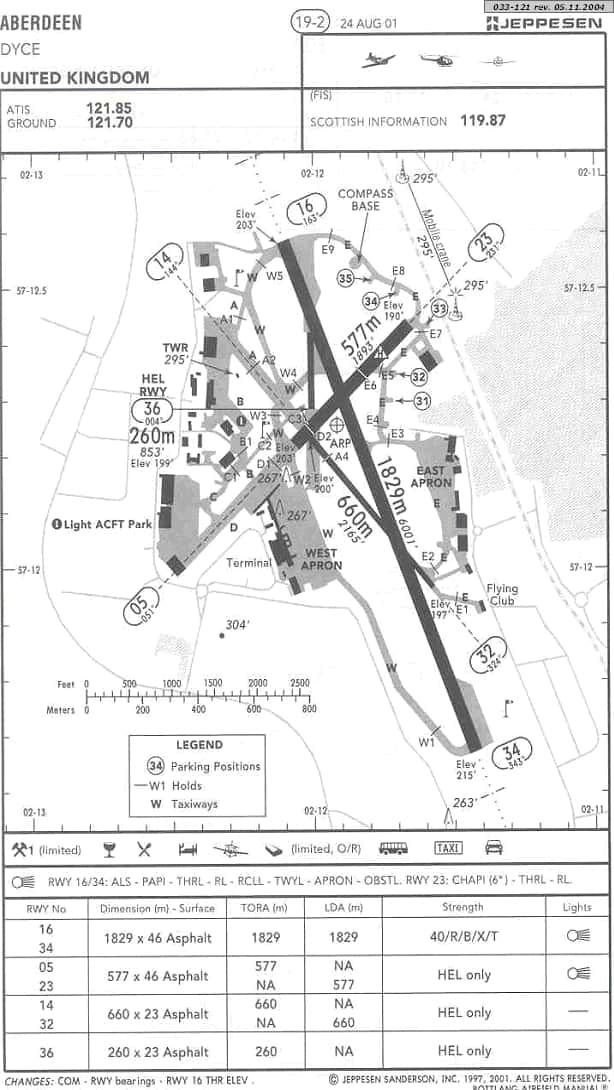 033-121 rev. 05.11.2004
ABERDEEN
19-2 24 AUG 01
JEPPESEN
DYCE
UNITED KINGDOM
ATIS 121.85
GROUND 121.70
(FIS)
SCOTTISH INFORMATION 119.87
02-13
02-12
02-11
295'
COMPASS
BASE
Elev
203'
16
163°
Mobile crane
295'
23
231°
14
144°
E9
E
W5
W
35
E8
34
Elev
190'
E
33
295'
57-12.5
57-12.5
A
A1
W
577m
1893'
E7
TWR
295'
A
A2
H
E
HEL
RWY
W4
E5
32
E6
36
004°
B
W3
C3
31
260m
853'
Elev 199'
1
B1
C2
W
D2
ARP
E4
E3
Elev
203'
A4
D1
267'
W2
Elev
200'
C1
B
EAST
APRON
C
1829m
6001'
660m
2165'
1 Light ACFT Park
D
267'
W
E2
E
Terminal
WEST
APRON
57-12
57-12
E
Flying
Club
Elev
197'
E1
05
051°
304'
32
324°
W
Feet 0 500 1000 1500 2000 2500
Meters 0 200 400 600 800
LEGEND
34 Parking Positions
W1 Holds
W Taxiways
W1
34
343°
Elev
215'
263'
02-13
02-12
02-11
1 (limited)
(limited, O/R)
TAXI
RWY 16/34: ALS - PAPI - THRL - RL - RCLL - TWYL - APRON - OBSTL. RWY 23: CHAPI (6°) - THRL - RL.
RWY No Dimension (m) - Surface TORA (m) LDA (m) Strength Lights
16
34 1829 x 46 Asphalt 1829 1829 40/R/B/X/T
05 577 NA
23 577 x 46 Asphalt NA 577 HEL only
14 660 NA
32 660 x 23 Asphalt NA 660 HEL only —
36 260 x 23 Asphalt 260 NA HEL only —
CHANGES: COM - RWY bearings - RWY 16 THR ELEV .
© JEPPESEN SANDERSON, INC. 1997, 2001. ALL RIGHTS RESERVED.
BOTTLANG AIRFIELD MANUAL®